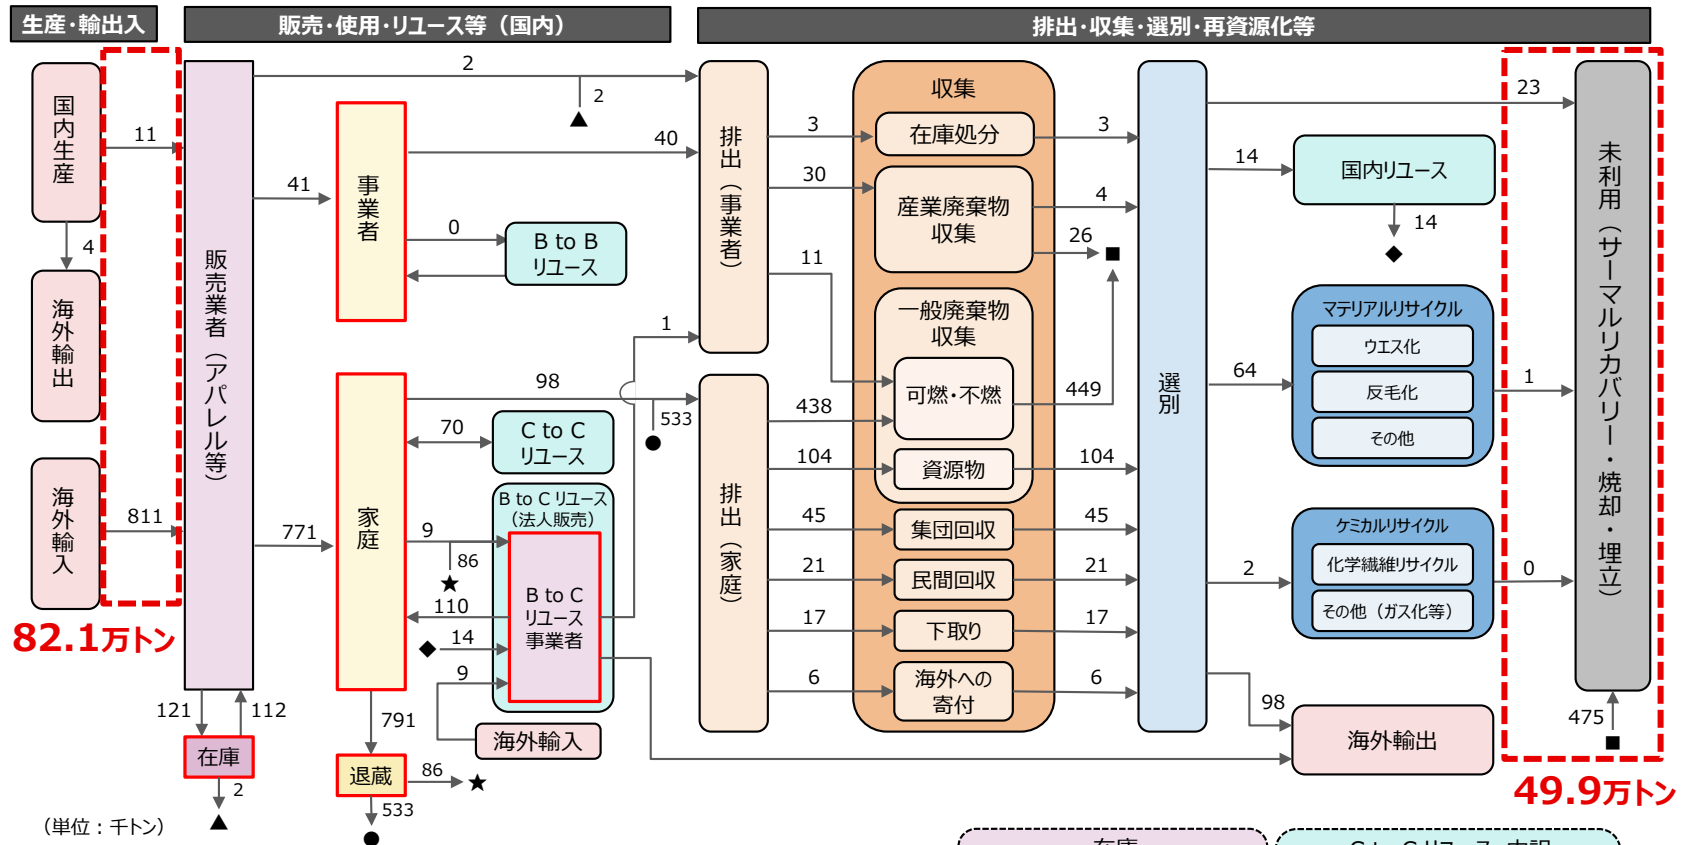 生産・輸出入
販売・使用・リユース等（国内）
排出・収集・選別・再資源化等
国内生産
11
4
海外輸出
海外輸入
811
82.1万トン
販売業者（アパレル等）
2
2
▲
41
事業者
40
0
B to B
リユース
1
771
家庭
98
533
●
70
C to C
リユース
B to C リユース
（法人販売）
9
86
★
110
◆
14
9
B to C
リユース
事業者
海外輸入
121
112
在庫
2
▲
791
退蔵
86
★
533
●
（単位：千トン）
排出（事業者）
排出（家庭）
3
30
11
438
104
45
21
17
6
収集
在庫処分
産業廃棄物
収集
一般廃棄物
収集
可燃・不燃
資源物
集団回収
民間回収
下取り
海外への
寄付
3
4
26
■
449
104
45
21
17
6
選別
23
14
国内リユース
14
◆
64
マテリアルリサイクル
ウエス化
反毛化
その他
1
2
ケミカルリサイクル
化学繊維リサイクル
その他（ガス化等）
0
98
海外輸出
未利用（サーマルリカバリー・焼却・埋立）
475
■
49.9万トン